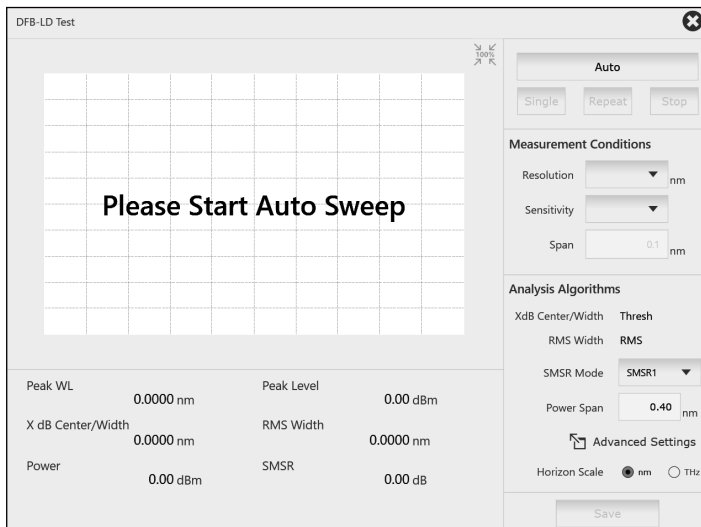 DFB-LD Test
100%
Please Start Auto Sweep
Auto
Single Repeat Stop
Measurement Conditions
Resolution nm
Sensitivity
Span 0.1 nm
Analysis Algorithms
XdB Center/Width Thresh
RMS Width RMS
SMSR Mode SMSR1
Power Span 0.40 nm
Advanced Settings
Horizon Scale nm THz
Save
Peak WL 0.0000 nm
Peak Level 0.00 dBm
X dB Center/Width 0.0000 nm
RMS Width 0.0000 nm
Power 0.00 dBm
SMSR 0.00 dB